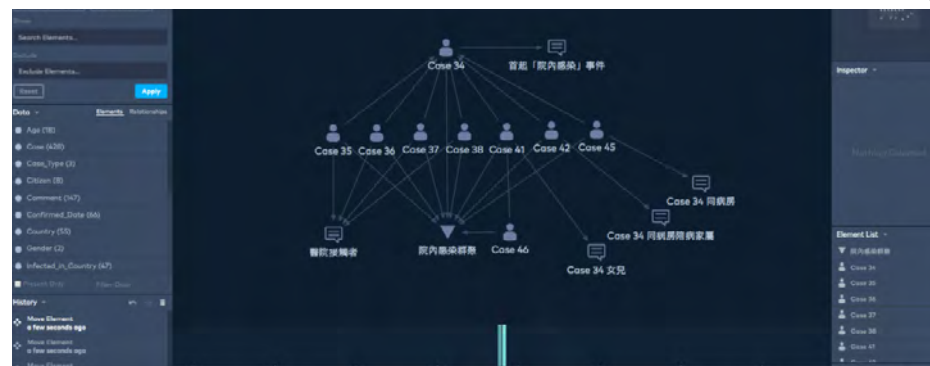 Show
Search Elements...
Exclude
Exclude Elements...
Reset
Apply
Data
Elements
Relationships
Age (18)
Case (428)
Case_Type (3)
Citizen (8)
Comment (147)
Confirmed_Date (66)
Country (53)
Gender (2)
Infected_in_Country (47)
History
Move Element
a few seconds ago
Move Element
a few seconds ago
Move Element
Case 34
首起「院內感染」事件
Case 35
Case 36
Case 37
Case 38
Case 41
Case 42
Case 45
Case 34 同病房
Case 34 同病房陪病家屬
醫院接觸者
院內感染群聚
Case 46
Case 34 女兒
Inspector
Nothing Selected
Element List
院內感染群聚
Case 34
Case 35
Case 36
Case 37
Case 38
Case 41